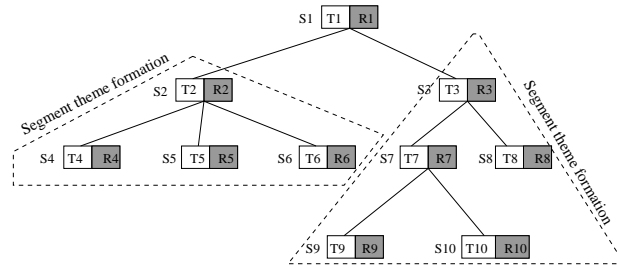 S1 T1 R1
Segment theme formation
S2 T2 R2
S3 T3 R3
Segment theme formation
S4 T4 R4
S5 T5 R5
S6 T6 R6
S7 T7 R7
S8 T8 R8
S9 T9 R9
S10 T10 R10